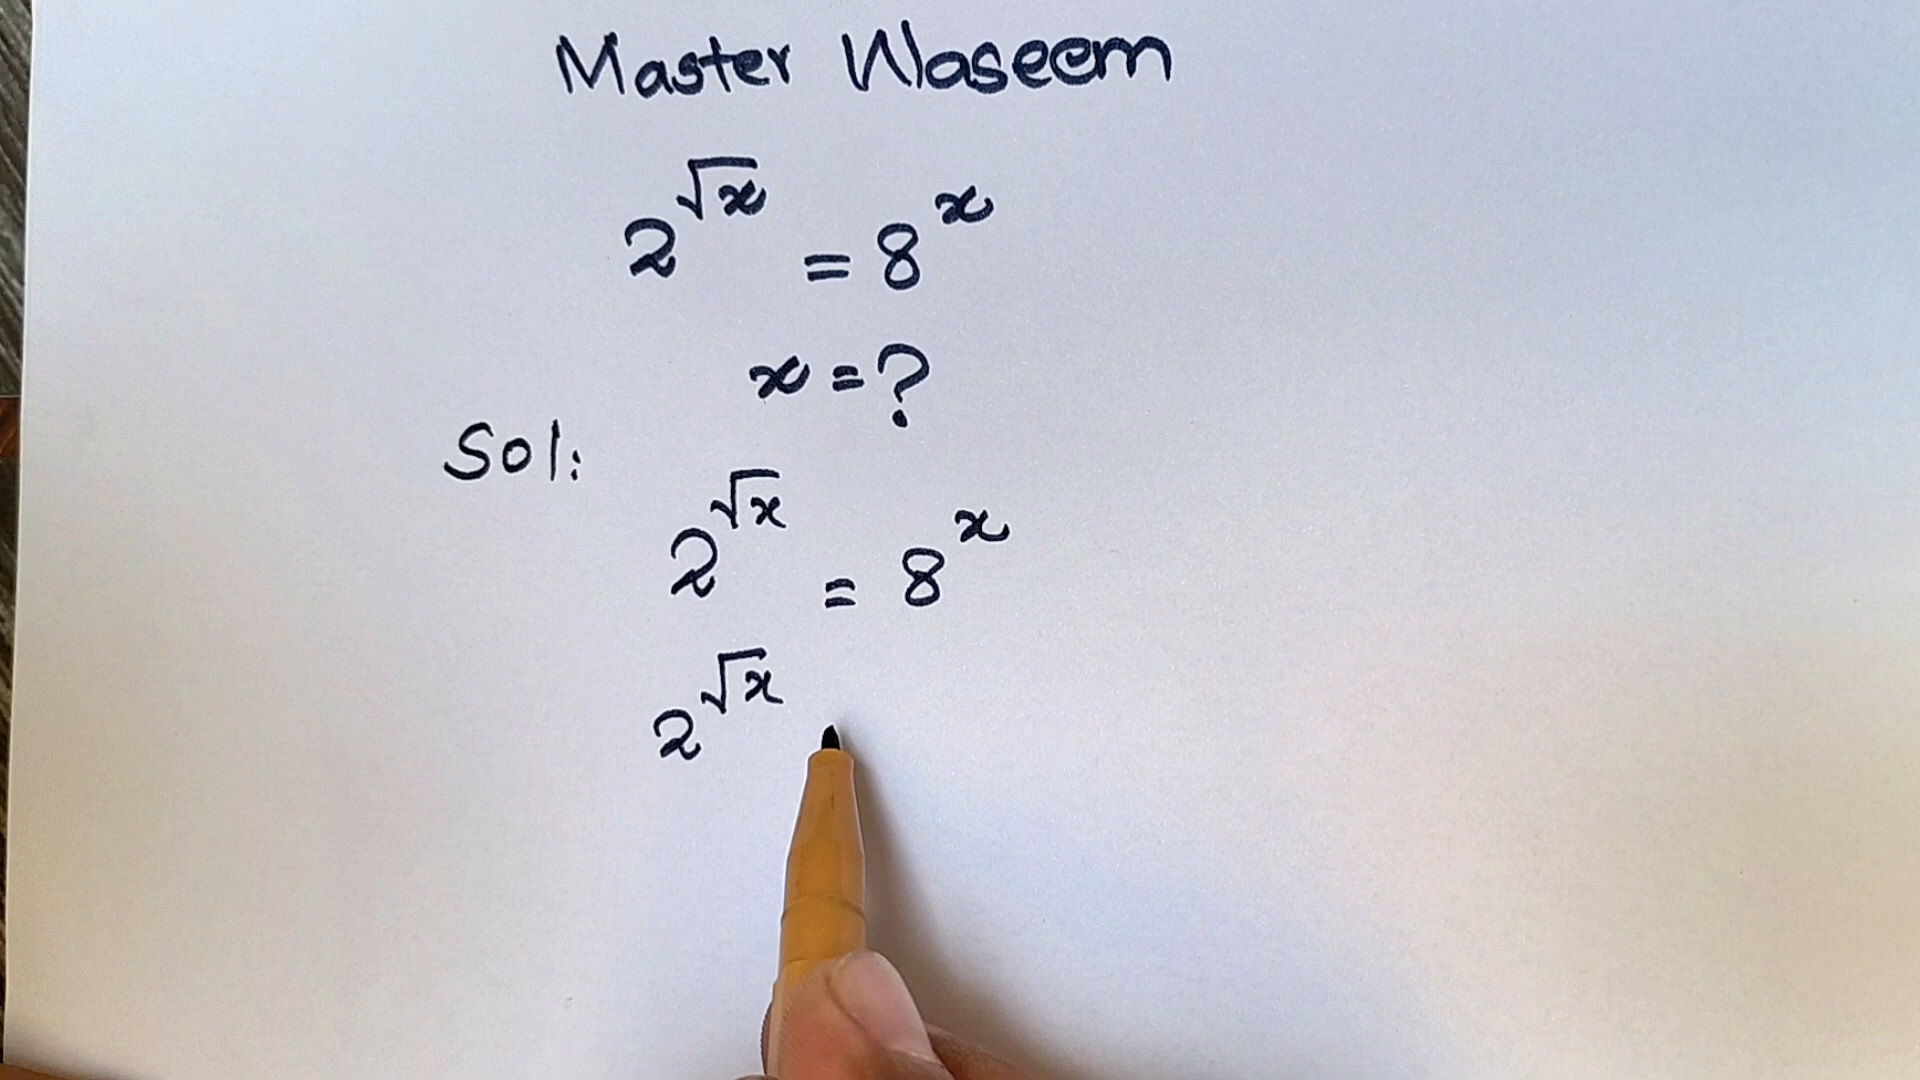 Master Waseem
2^√x = 8^x
x = ?
Sol:
2^√x = 8^x
2^√x